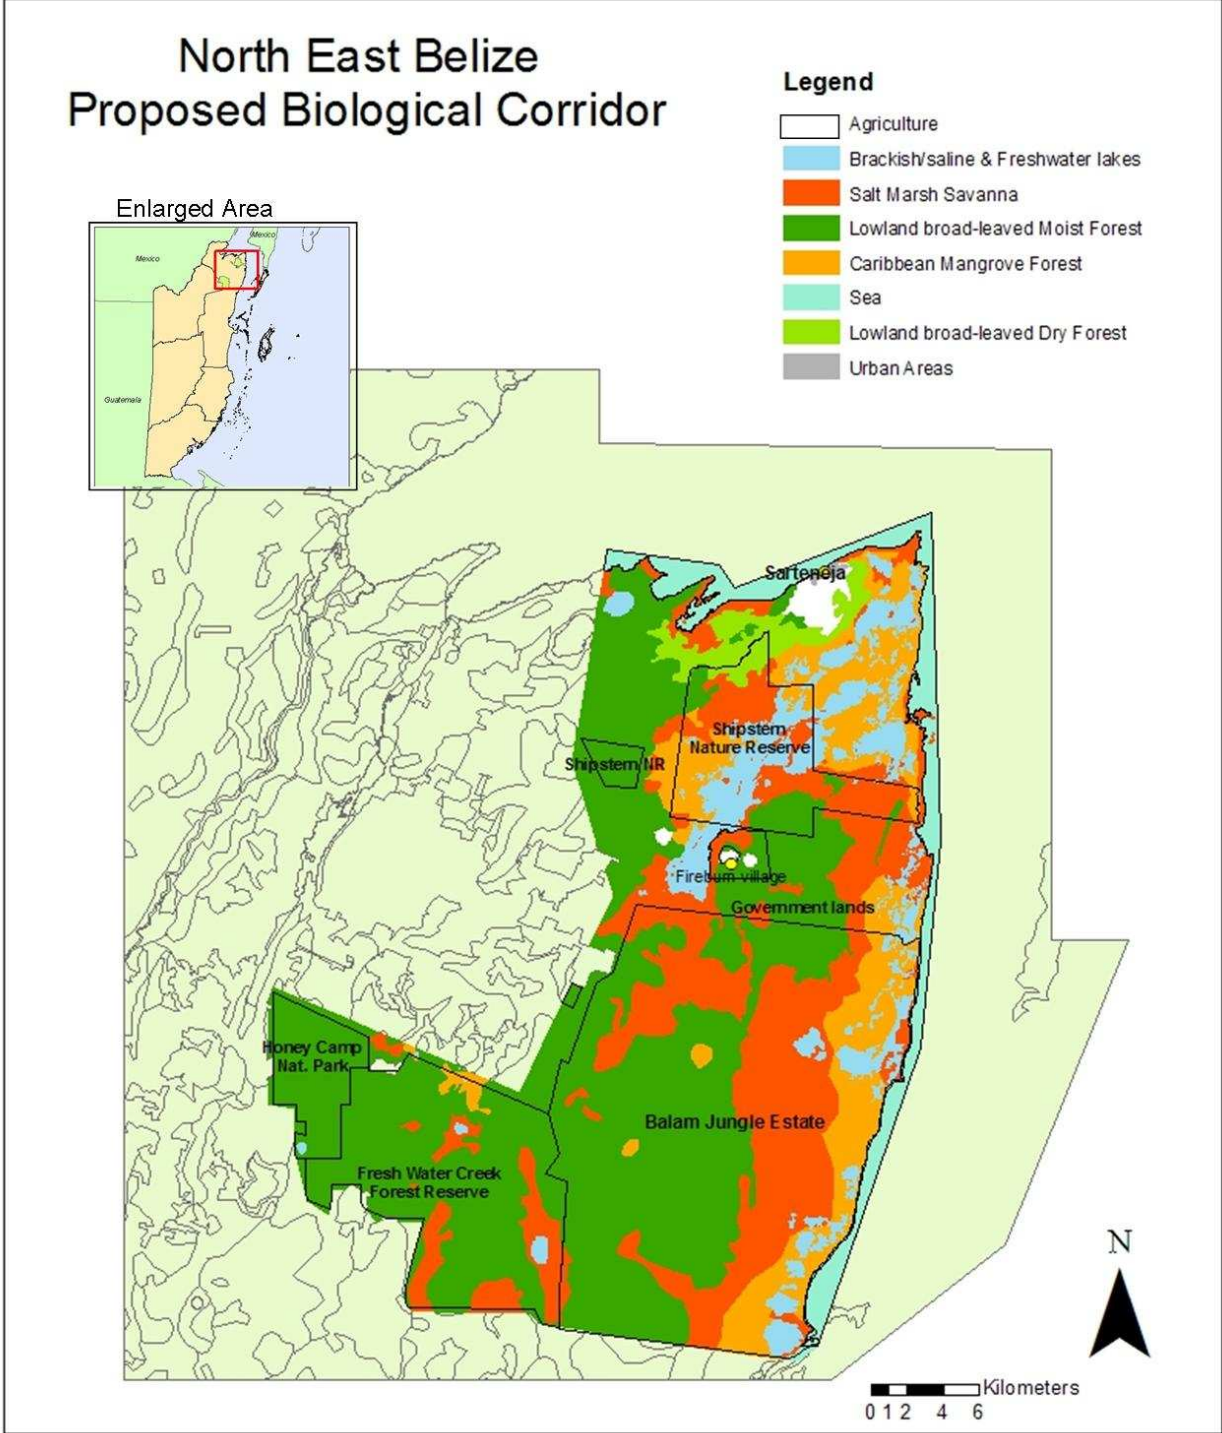 North East Belize
Proposed Biological Corridor
Legend
Agriculture
Brackish/saline & Freshwater lakes
Salt Marsh Savanna
Lowland broad-leaved Moist Forest
Caribbean Mangrove Forest
Sea
Lowland broad-leaved Dry Forest
Urban Areas
Enlarged Area
Mexico
Mexico
Guatemala
Sarteneja
Shipstern
Nature Reserve
Shipstern NR
Fireburn village
Government lands
Honey Camp
Nat. Park
Balam Jungle Estate
Fresh Water Creek
Forest Reserve
N
Kilometers
0 1 2 4 6